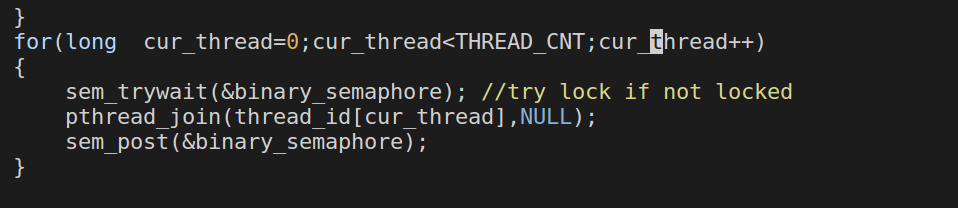 }
for(long  cur_thread=0;cur_thread<THREAD_CNT;cur_thread++)
{
    sem_trywait(&binary_semaphore); //try lock if not locked
    pthread_join(thread_id[cur_thread],NULL);
    sem_post(&binary_semaphore);
}